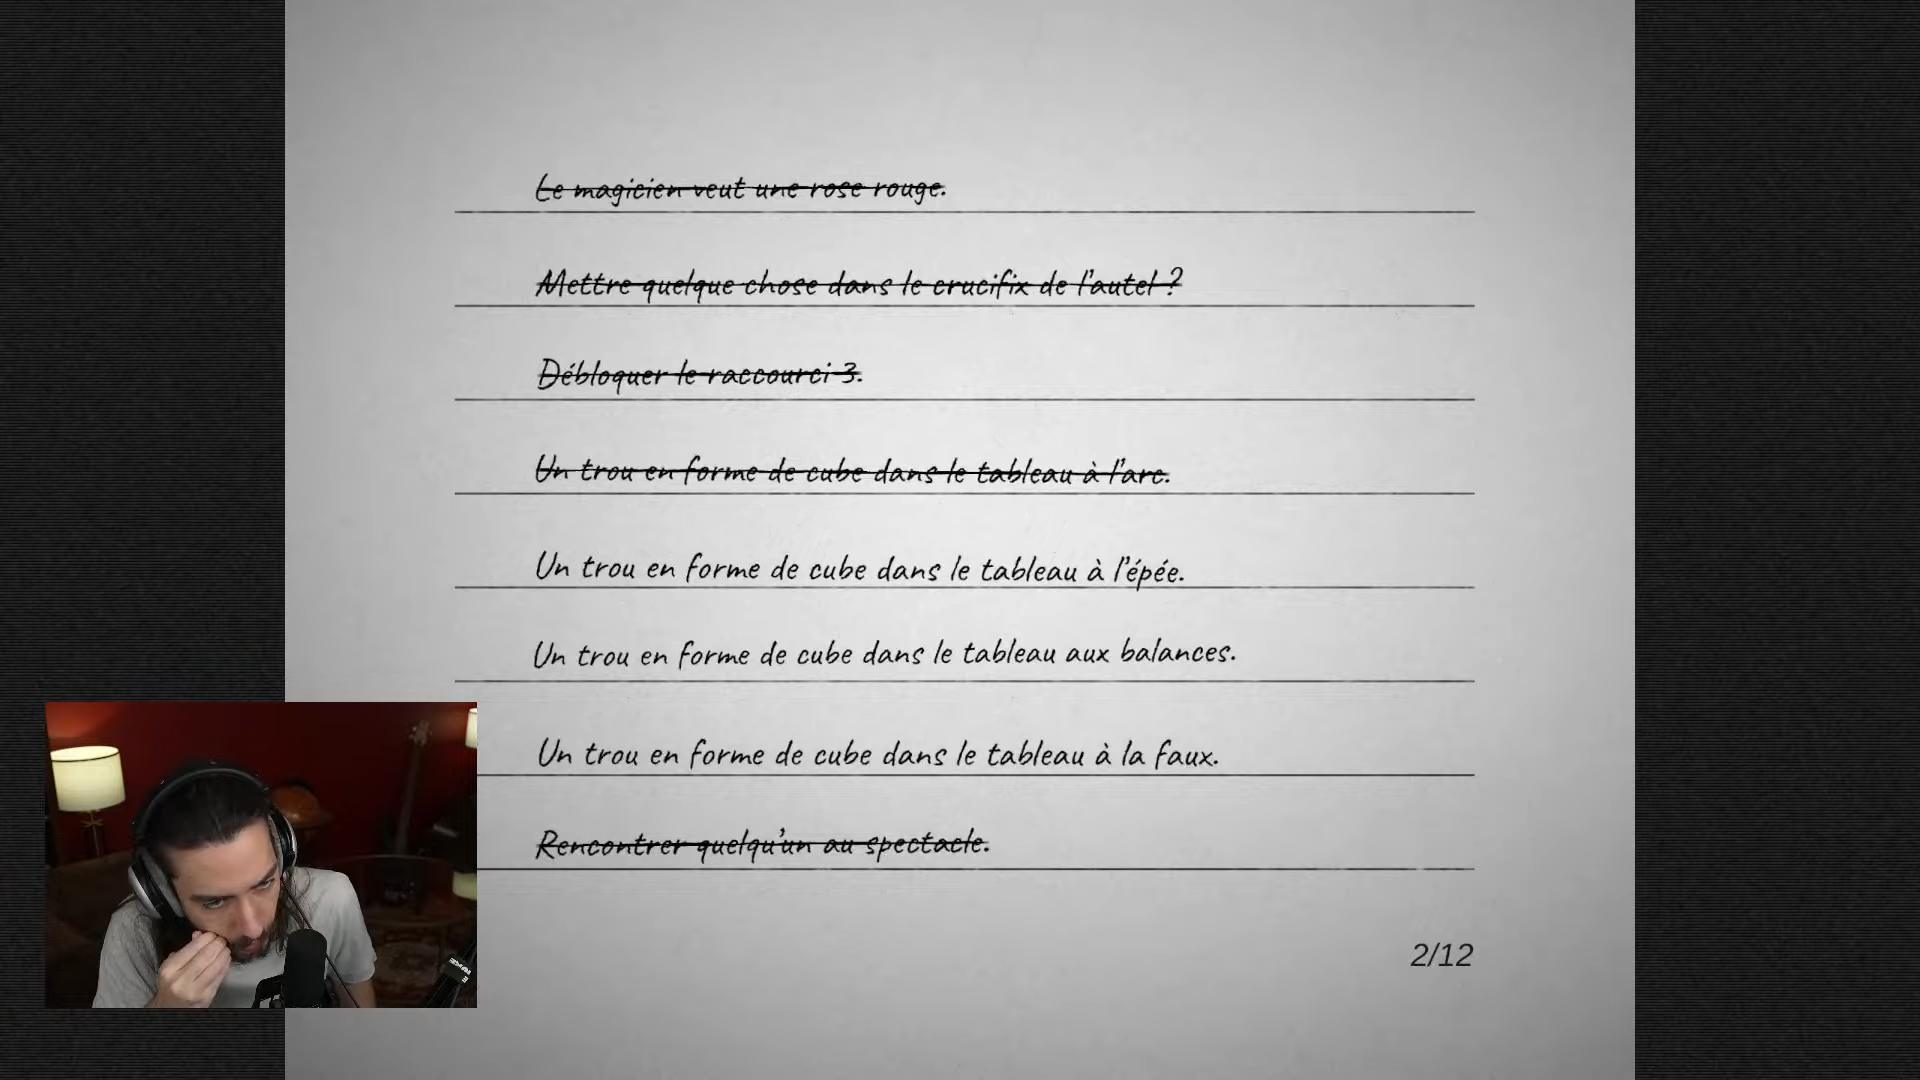 Le magicien veut une rose rouge.
Mettre quelque chose dans le crucifix de l'autel ?
Débloquer le raccourci 3.
Un trou en forme de cube dans le tableau à l'arc.
Un trou en forme de cube dans le tableau à l'épée.
Un trou en forme de cube dans le tableau aux balances.
Un trou en forme de cube dans le tableau à la faux.
Rencontrer quelqu'un au spectacle.
2/12